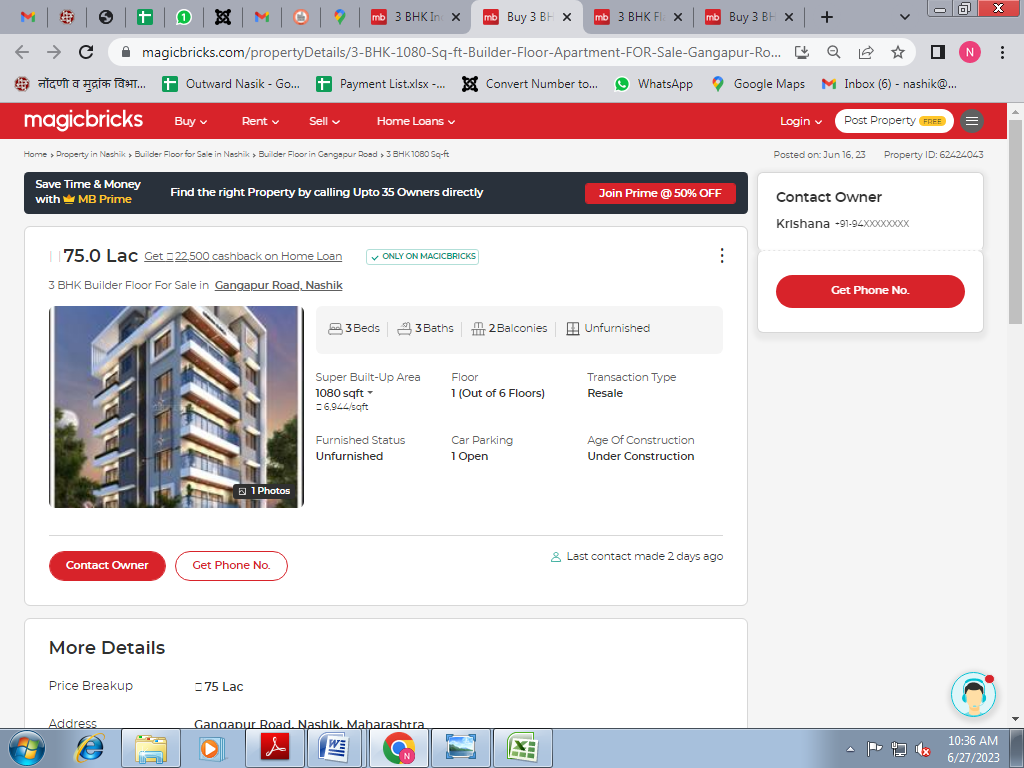 3 BHK In
Buy 3 BH
3 BHK Fl
Buy 3 BH
magicbricks.com/propertyDetails/3-BHK-1080-Sq-ft-Builder-Floor-Apartment-FOR-Sale-Gangapur-Ro...
N
नोंदणी व मुद्रांक विभा...
Outward Nasik - Go...
Payment List.xlsx -...
Convert Number to...
WhatsApp
Google Maps
Inbox (6) - nashik@...
magicbricks
Buy
Rent
Sell
Home Loans
Login
Post Property FREE
Home › Property in Nashik › Builder Floor for Sale in Nashik › Builder Floor in Gangapur Road › 3 BHK 1080 Sq-ft
Posted on: Jun 16, 23 Property ID: 62424043
Save Time & Money
with MB Prime
Find the right Property by calling Upto 35 Owners directly
Join Prime @ 50% OFF
Contact Owner
Krishana +91-94XXXXXXXX
Get Phone No.
75.0 Lac Get 22,500 cashback on Home Loan
ONLY ON MAGICBRICKS
3 BHK Builder Floor For Sale in Gangapur Road, Nashik
3 Beds
3 Baths
2 Balconies
Unfurnished
Super Built-Up Area
1080 sqft
6,944/sqft
Floor
1 (Out of 6 Floors)
Transaction Type
Resale
Furnished Status
Unfurnished
Car Parking
1 Open
Age Of Construction
Under Construction
1 Photos
Contact Owner
Get Phone No.
Last contact made 2 days ago
More Details
Price Breakup 75 Lac
Address Gangapur Road, Nashik, Maharashtra
10:36 AM
6/27/2023